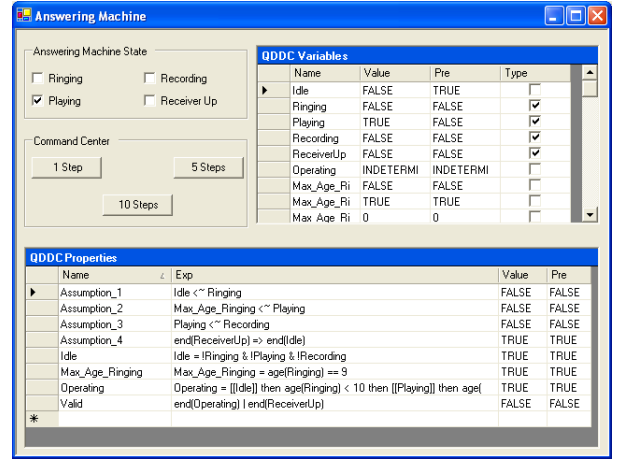 Answering Machine
Answering Machine State
Ringing Recording
Playing Receiver Up
Command Center
1 Step 5 Steps
10 Steps
QDDC Variables
Name Value Pre Type
Idle FALSE TRUE
Ringing FALSE FALSE
Playing TRUE FALSE
Recording FALSE FALSE
ReceiverUp FALSE FALSE
Operating INDETERMI INDETERMI
Max_Age_Ri FALSE FALSE
Max_Age_Ri TRUE TRUE
Max Age Ri 0 0
QDDC Properties
Name Exp Value Pre
Assumption_1 Idle <~ Ringing FALSE FALSE
Assumption_2 Max_Age_Ringing <~ Playing FALSE FALSE
Assumption_3 Playing <~ Recording FALSE FALSE
Assumption_4 end(ReceiverUp) => end(Idle) TRUE TRUE
Idle Idle = !Ringing & !Playing & !Recording TRUE TRUE
Max_Age_Ringing Max_Age_Ringing = age(Ringing) == 9 TRUE TRUE
Operating Operating = [[Idle]] then age(Ringing) < 10 then [[Playing]] then age( TRUE TRUE
Valid end(Operating) | end(ReceiverUp) FALSE FALSE